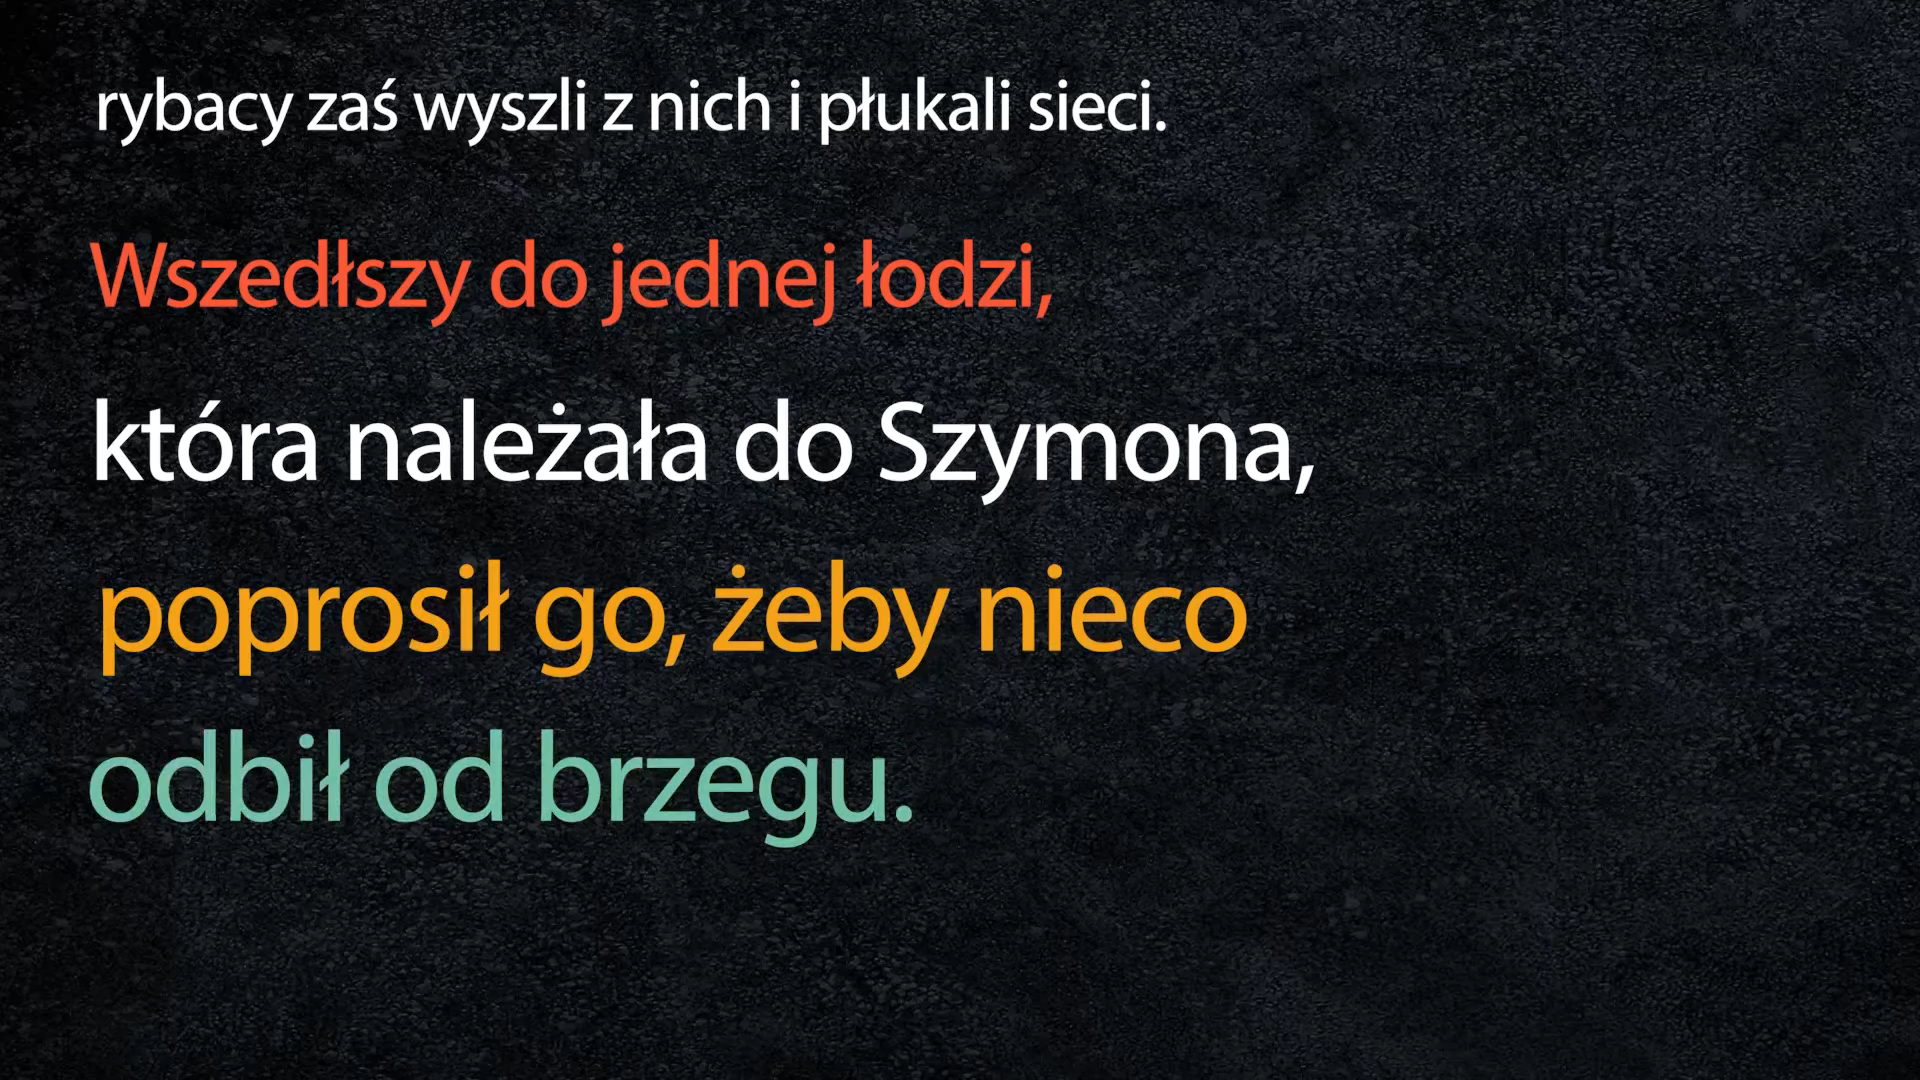 rybacy zaś wyszli z nich i płukali sieci.
Wszedłszy do jednej łodzi,
która należała do Szymona,
poprosił go, żeby nieco
odbił od brzegu.